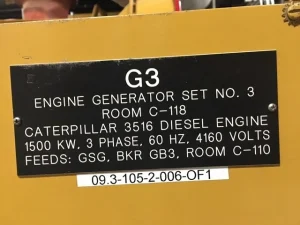 G3
ENGINE GENERATOR SET NO. 3
ROOM C-118
CATERPILLAR 3516 DIESEL ENGINE
1500 KW, 3 PHASE, 60 HZ, 4160 VOLTS
FEEDS: GSG, BKR GB3, ROOM C-110
09.3-105-2-006-OF1